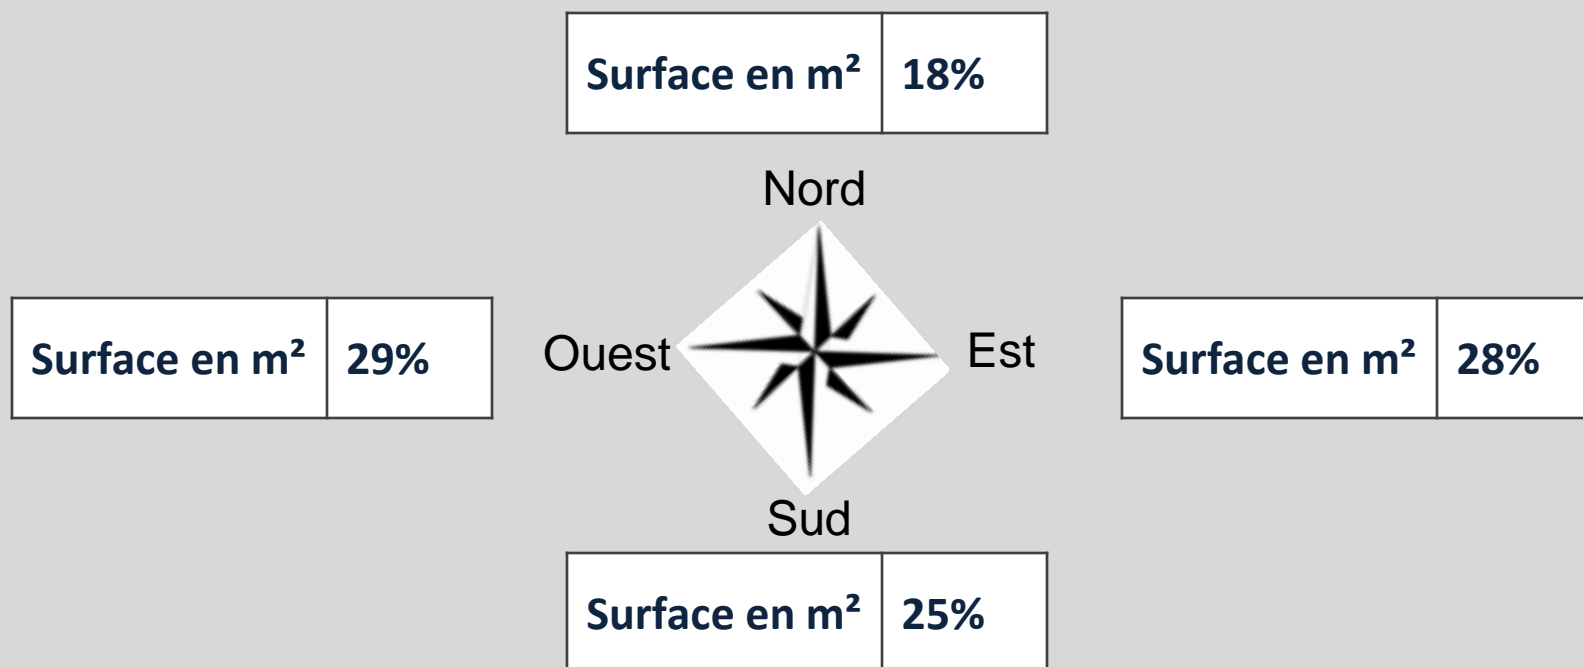 Surface en m² 18%
Nord
Surface en m² 29%
Ouest
Est
Surface en m² 28%
Sud
Surface en m² 25%